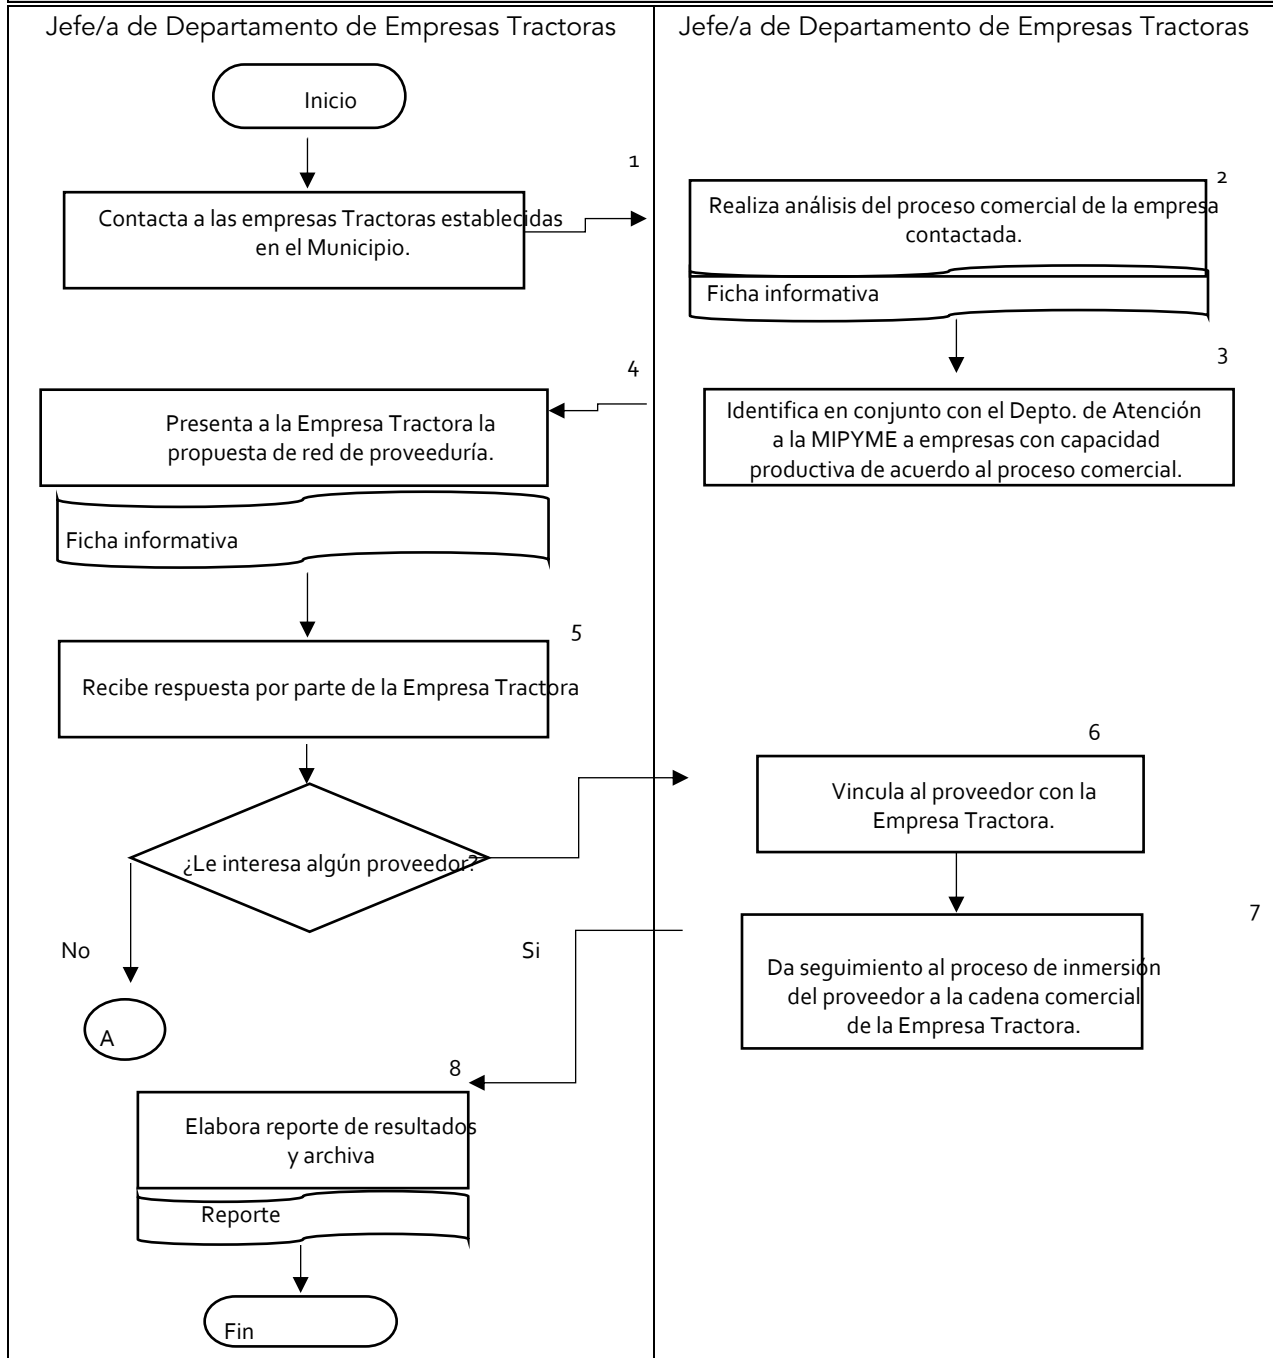 Jefe/a de Departamento de Empresas Tractoras
Jefe/a de Departamento de Empresas Tractoras
Inicio
1
Contacta a las empresas Tractoras establecidas
en el Municipio.
2
Realiza análisis del proceso comercial de la empresa
contactada.
Ficha informativa
3
Identifica en conjunto con el Depto. de Atención
a la MIPYME a empresas con capacidad
productiva de acuerdo al proceso comercial.
4
Presenta a la Empresa Tractora la
propuesta de red de proveeduría.
Ficha informativa
5
Recibe respuesta por parte de la Empresa Tractora
¿Le interesa algún proveedor?
No
Si
A
6
Vincula al proveedor con la
Empresa Tractora.
7
Da seguimiento al proceso de inmersión
del proveedor a la cadena comercial
de la Empresa Tractora.
8
Elabora reporte de resultados
y archiva
Reporte
Fin